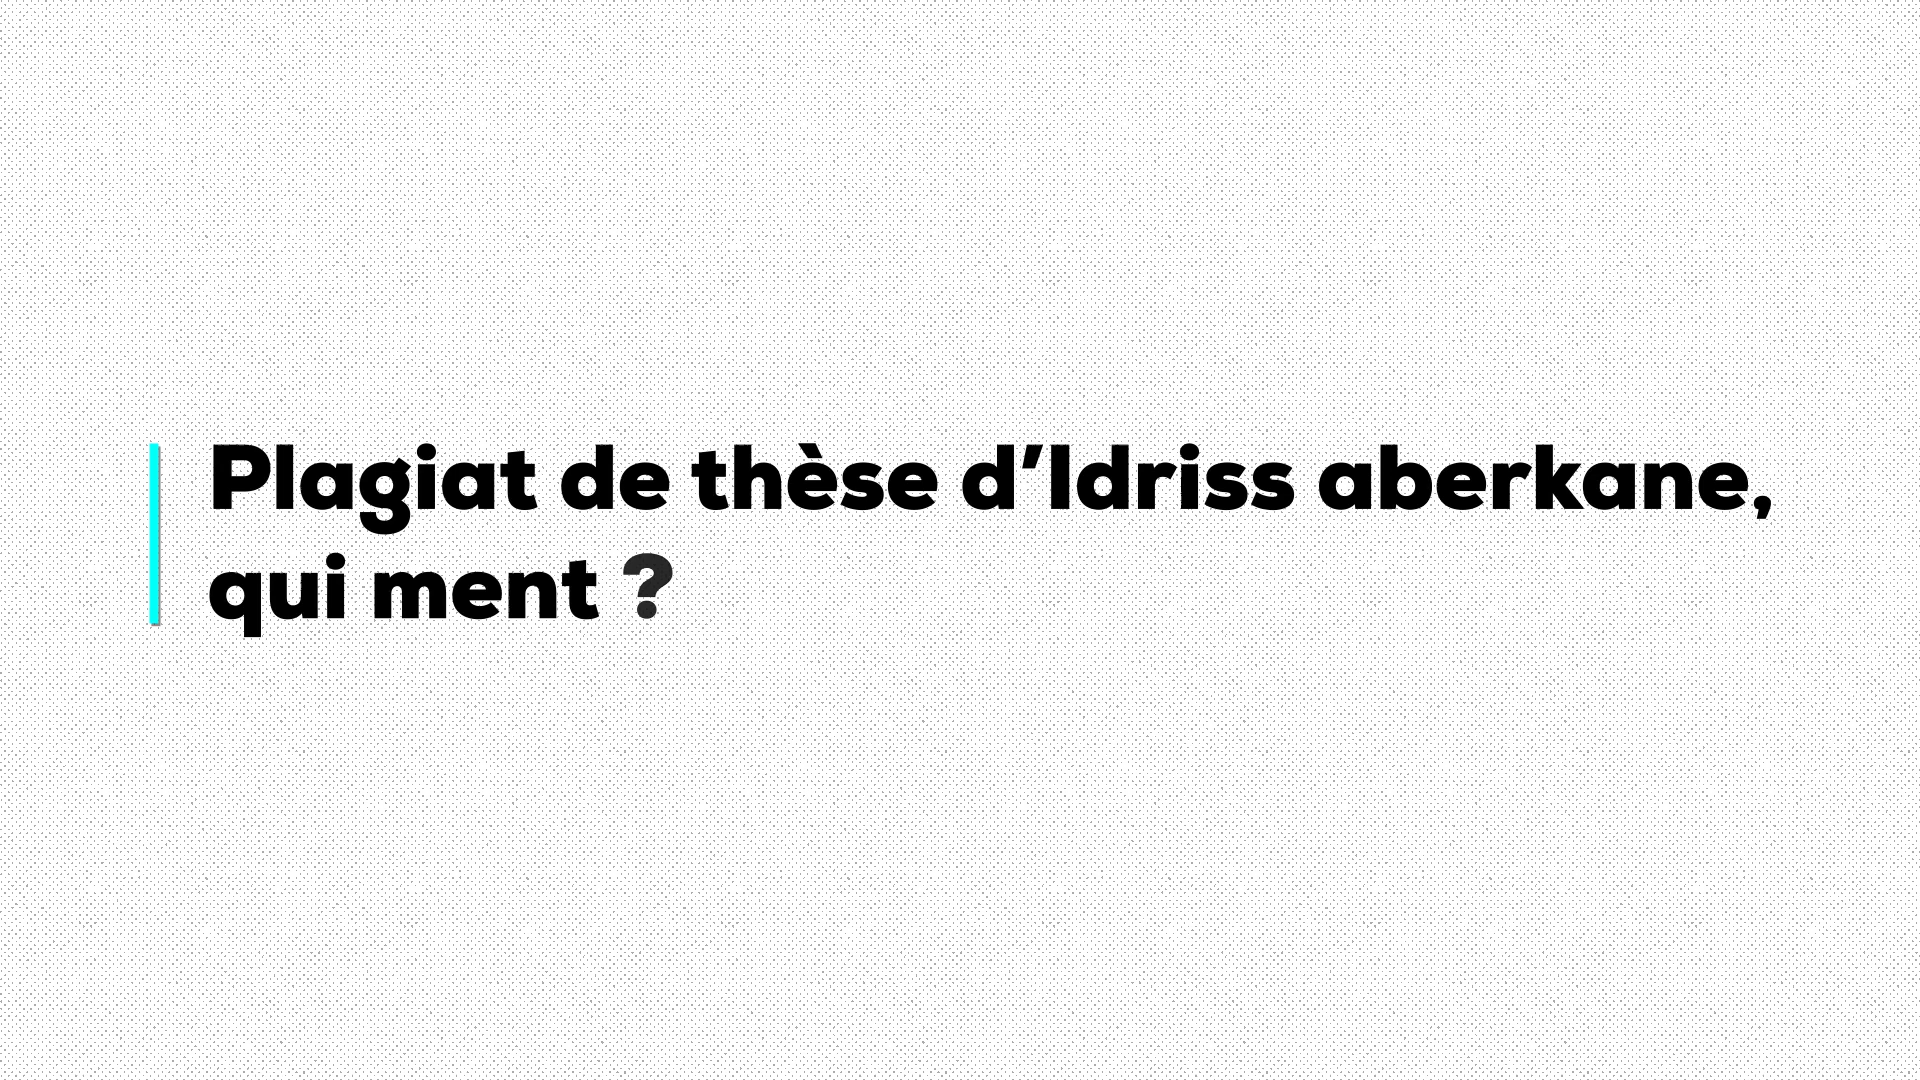 Plagiat de thèse d’Idriss aberkane,
qui ment ?